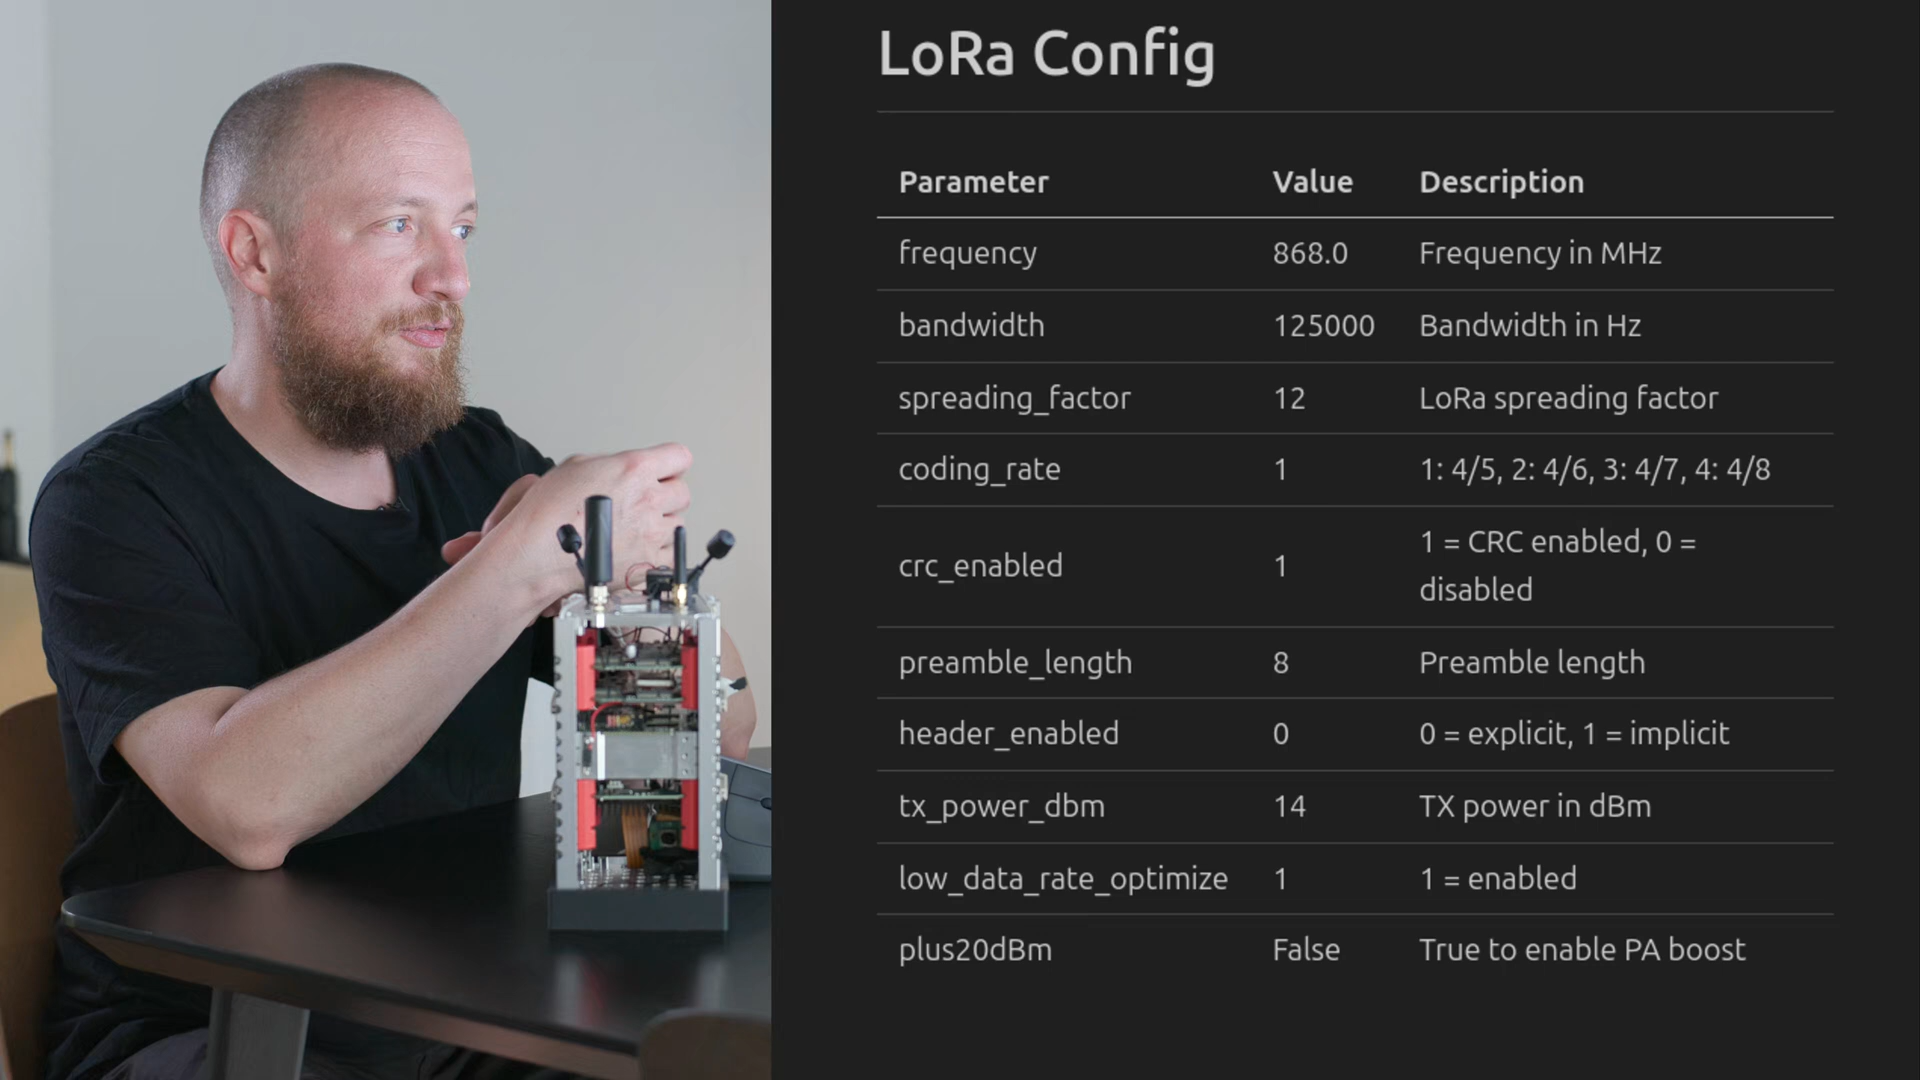 LoRa Config
Parameter Value Description
frequency 868.0 Frequency in MHz
bandwidth 125000 Bandwidth in Hz
spreading_factor 12 LoRa spreading factor
coding_rate 1 1: 4/5, 2: 4/6, 3: 4/7, 4: 4/8
crc_enabled 1 1 = CRC enabled, 0 =
disabled
preamble_length 8 Preamble length
header_enabled 0 0 = explicit, 1 = implicit
tx_power_dbm 14 TX power in dBm
low_data_rate_optimize 1 1 = enabled
plus20dBm False True to enable PA boost